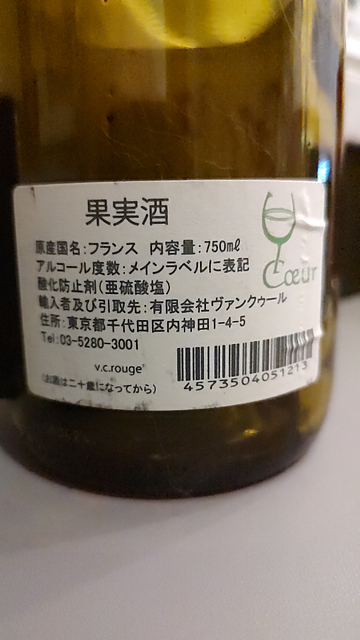 果実酒
原産国名:フランス 内容量:750mℓ
アルコール度数:メインラベルに表記
酸化防止剤(亜硫酸塩)
輸入者及び引取先:有限会社ヴァンクゥール
住所:東京都千代田区内神田1-4-5
Tel:03-5280-3001
v.c.rouge'
(お酒は二十歳になってから)
Cœur
4573504051213